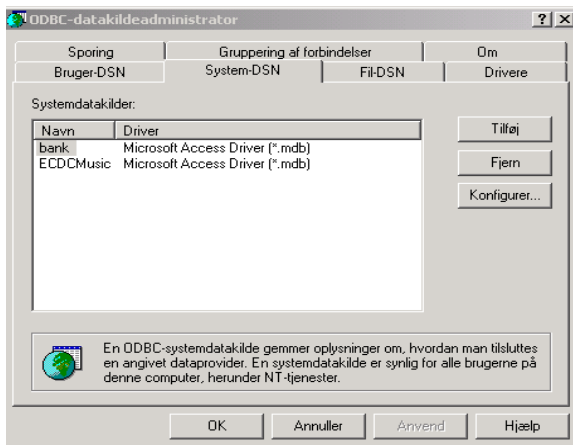 ODBC-datakildeadministrator
Sporing Gruppering af forbindelser Om
Bruger-DSN System-DSN Fil-DSN Drivere
Systemdatakilder:
Navn Driver
bank Microsoft Access Driver (*.mdb)
ECDCMusic Microsoft Access Driver (*.mdb)
Tilføj
Fjern
Konfigurer...
En ODBC-systemdatakilde gemmer oplysninger om, hvordan man tilsluttes
en angivet dataprovider. En systemdatakilde er synlig for alle brugerne på
denne computer, herunder NT-tjenester.
OK Annuller Anvend Hjælp